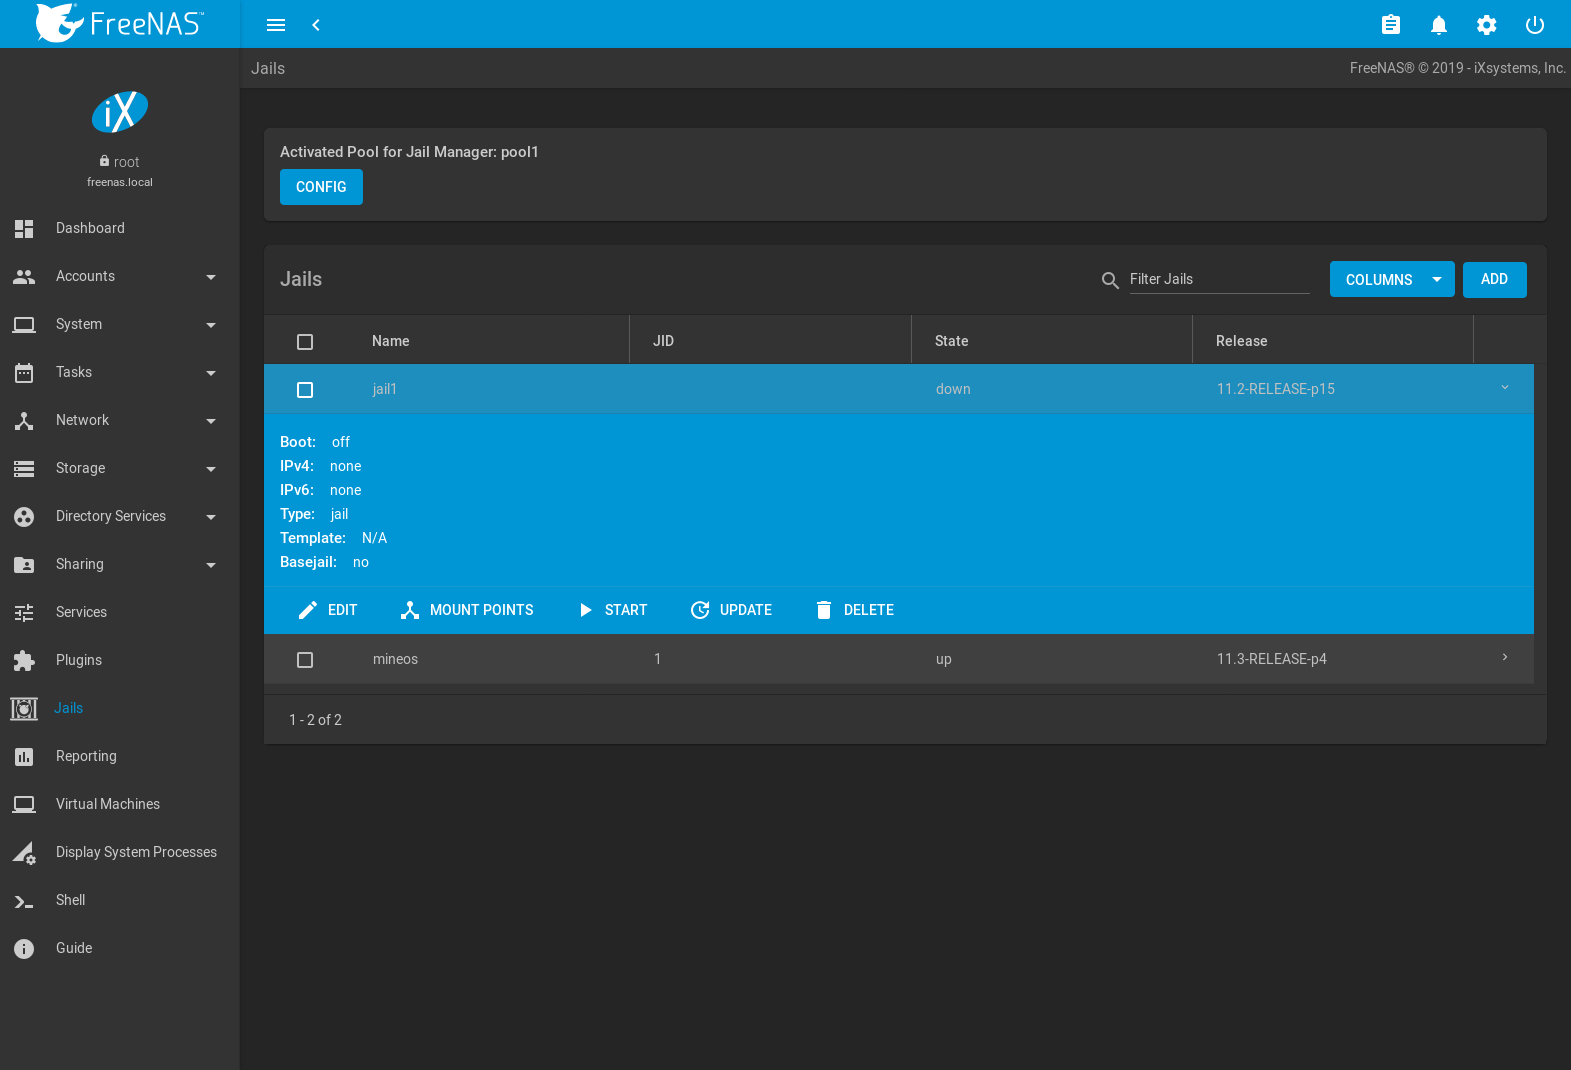 FreeNAS™
Jails
FreeNAS® © 2019 - iXsystems, Inc.
iX
root
freenas.local
Dashboard
Accounts
System
Tasks
Network
Storage
Directory Services
Sharing
Services
Plugins
Jails
Reporting
Virtual Machines
Display System Processes
Shell
Guide
Activated Pool for Jail Manager: pool1
CONFIG
Jails
Filter Jails
COLUMNS
ADD
Name JID State Release
jail1 down 11.2-RELEASE-p15
Boot: off
IPv4: none
IPv6: none
Type: jail
Template: N/A
Basejail: no
EDIT MOUNT POINTS START UPDATE DELETE
mineos 1 up 11.3-RELEASE-p4
1 - 2 of 2